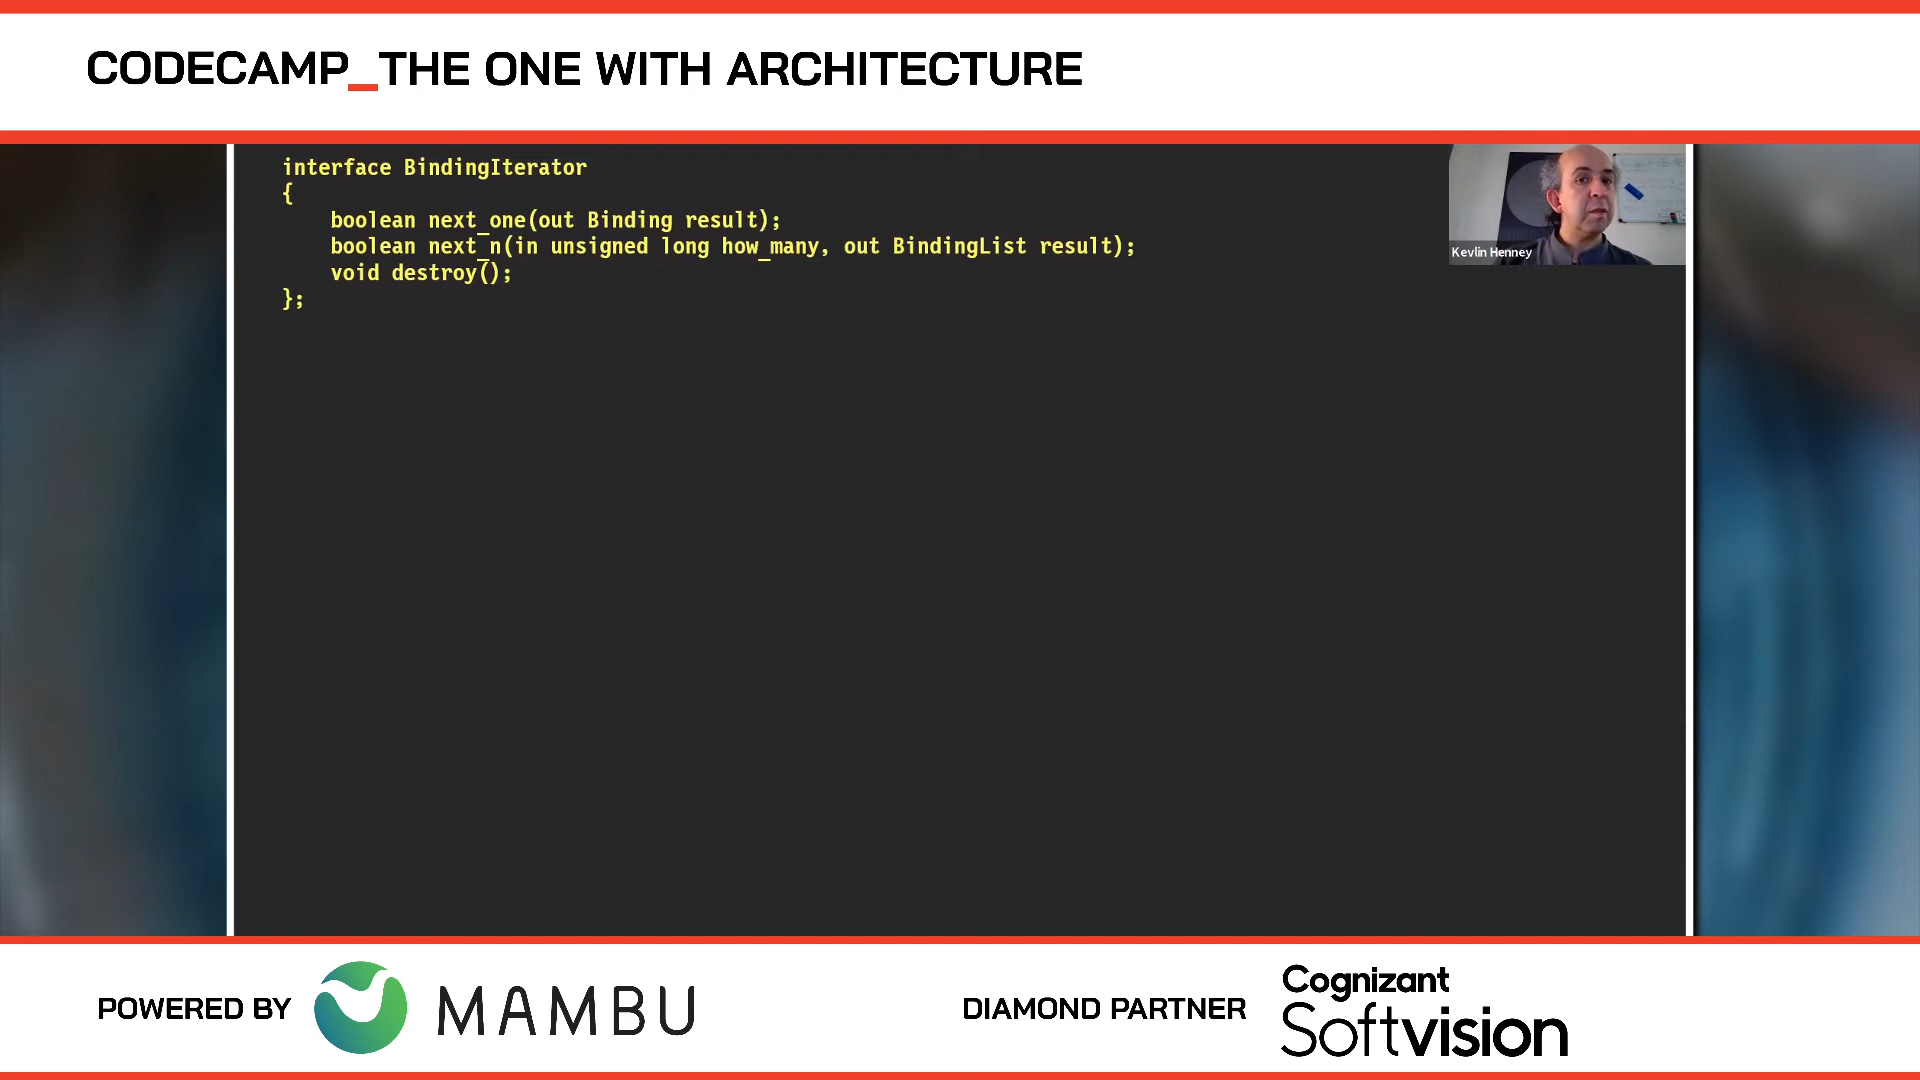 CODECAMP_THE ONE WITH ARCHITECTURE
interface BindingIterator
{
    boolean next_one(out Binding result);
    boolean next_n(in unsigned long how_many, out BindingList result);
    void destroy();
};
Kevlin Henney
POWERED BY
MAMBU
DIAMOND PARTNER
Cognizant
Softvision